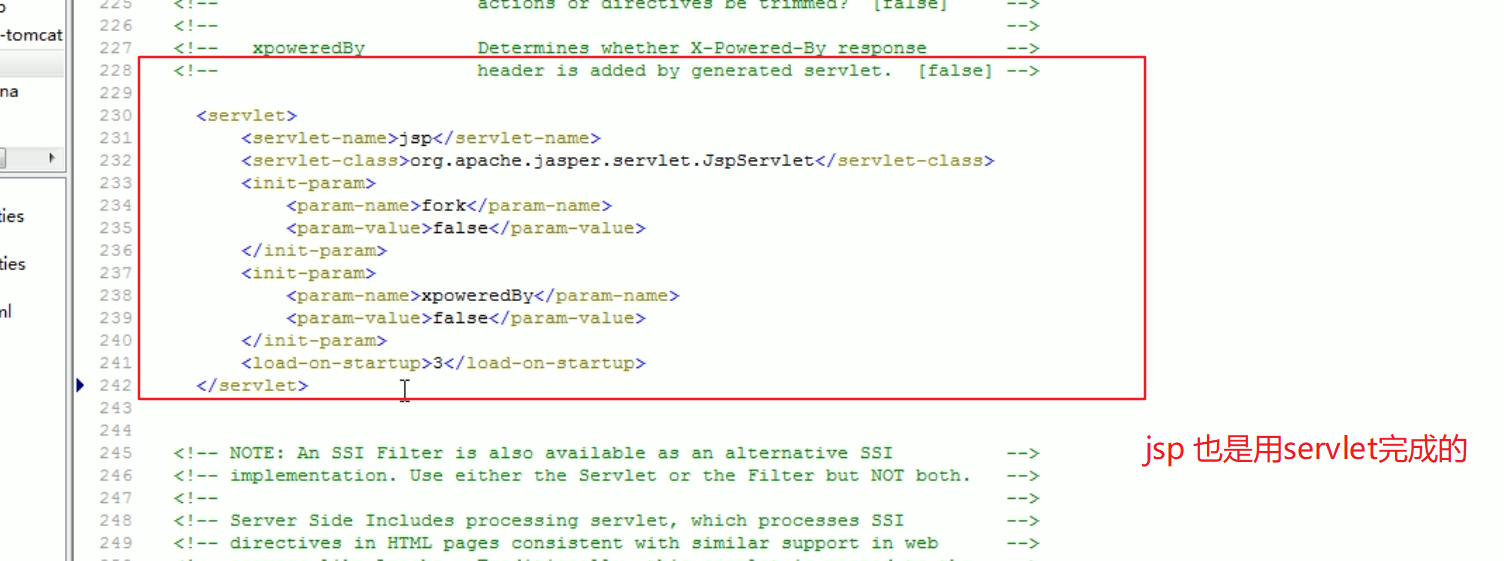 225 <!-- actions or directives be trimmed? [false] -->
-tomcat
226 <!-- -->
227 <!-- xpoweredBy Determines whether X-Powered-By response -->
228 <!-- header is added by generated servlet. [false] -->
na
229
230 <servlet>
231 <servlet-name>jsp</servlet-name>
232 <servlet-class>org.apache.jasper.servlet.JspServlet</servlet-class>
233 <init-param>
234 <param-name>fork</param-name>
ties
235 <param-value>false</param-value>
236 </init-param>
ties
237 <init-param>
238 <param-name>xpoweredBy</param-name>
ml
239 <param-value>false</param-value>
240 </init-param>
241 <load-on-startup>3</load-on-startup>
242 </servlet>
243
244
245 <!-- NOTE: An SSI Filter is also available as an alternative SSI -->
jsp 也是用servlet完成的
246 <!-- implementation. Use either the Servlet or the Filter but NOT both. -->
247 <!-- -->
248 <!-- Server Side Includes processing servlet, which processes SSI -->
249 <!-- directives in HTML pages consistent with similar support in web -->